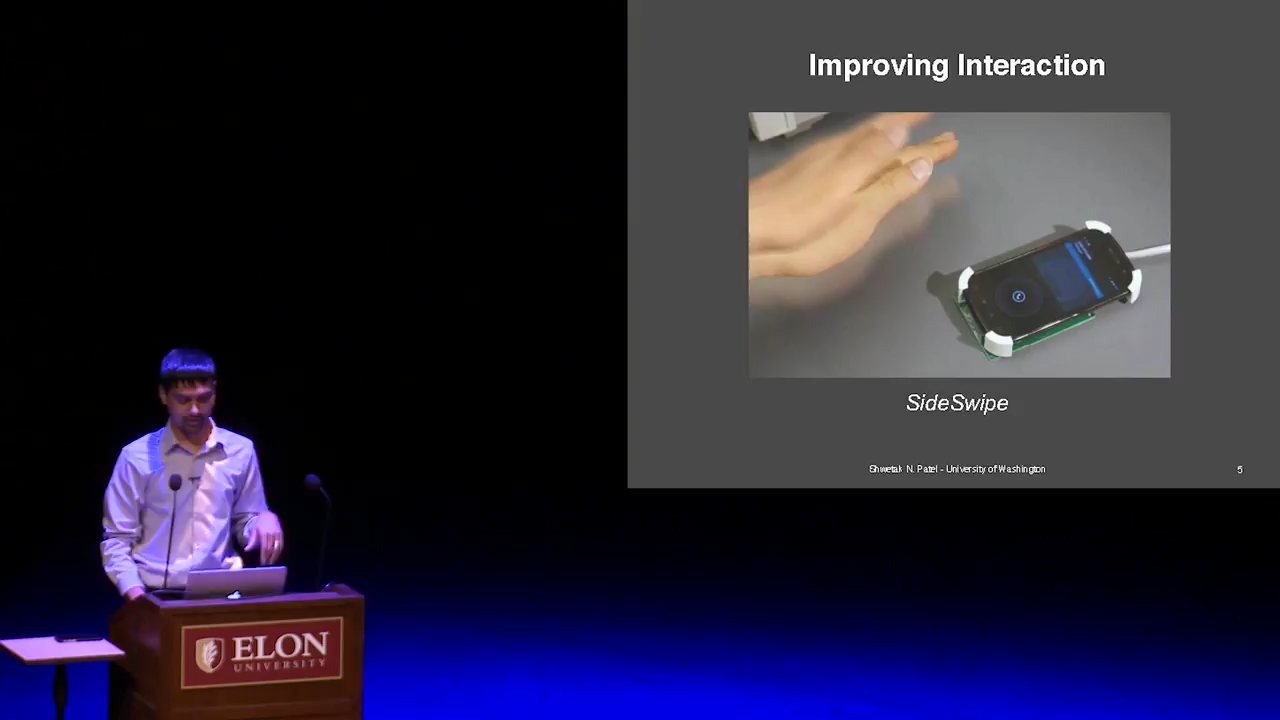 Improving Interaction
SideSwipe
Shwetak N. Patel - University of Washington
5
ELON
UNIVERSITY